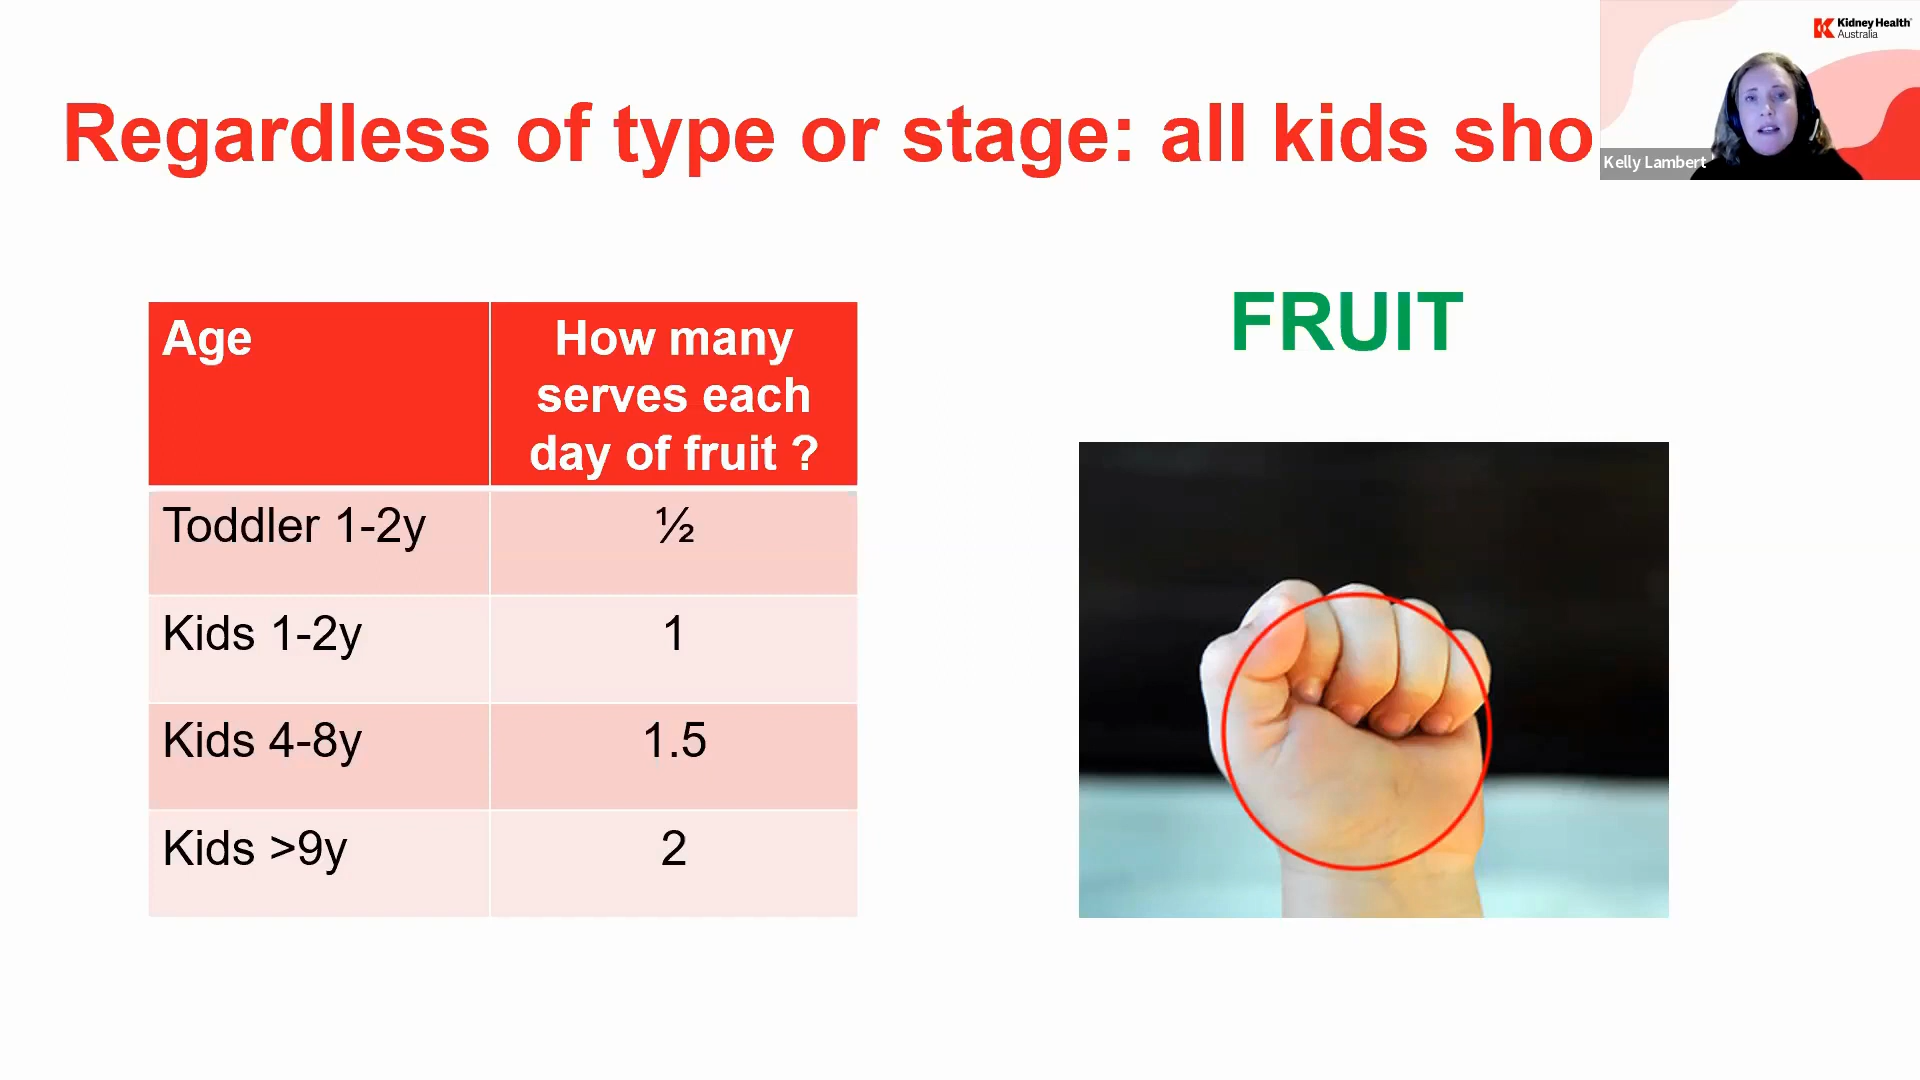 Kidney Health
Australia
Regardless of type or stage: all kids sho
Kelly Lambert
FRUIT
Age
How many
serves each
day of fruit ?
Toddler 1-2y
½
Kids 1-2y
1
Kids 4-8y
1.5
Kids >9y
2